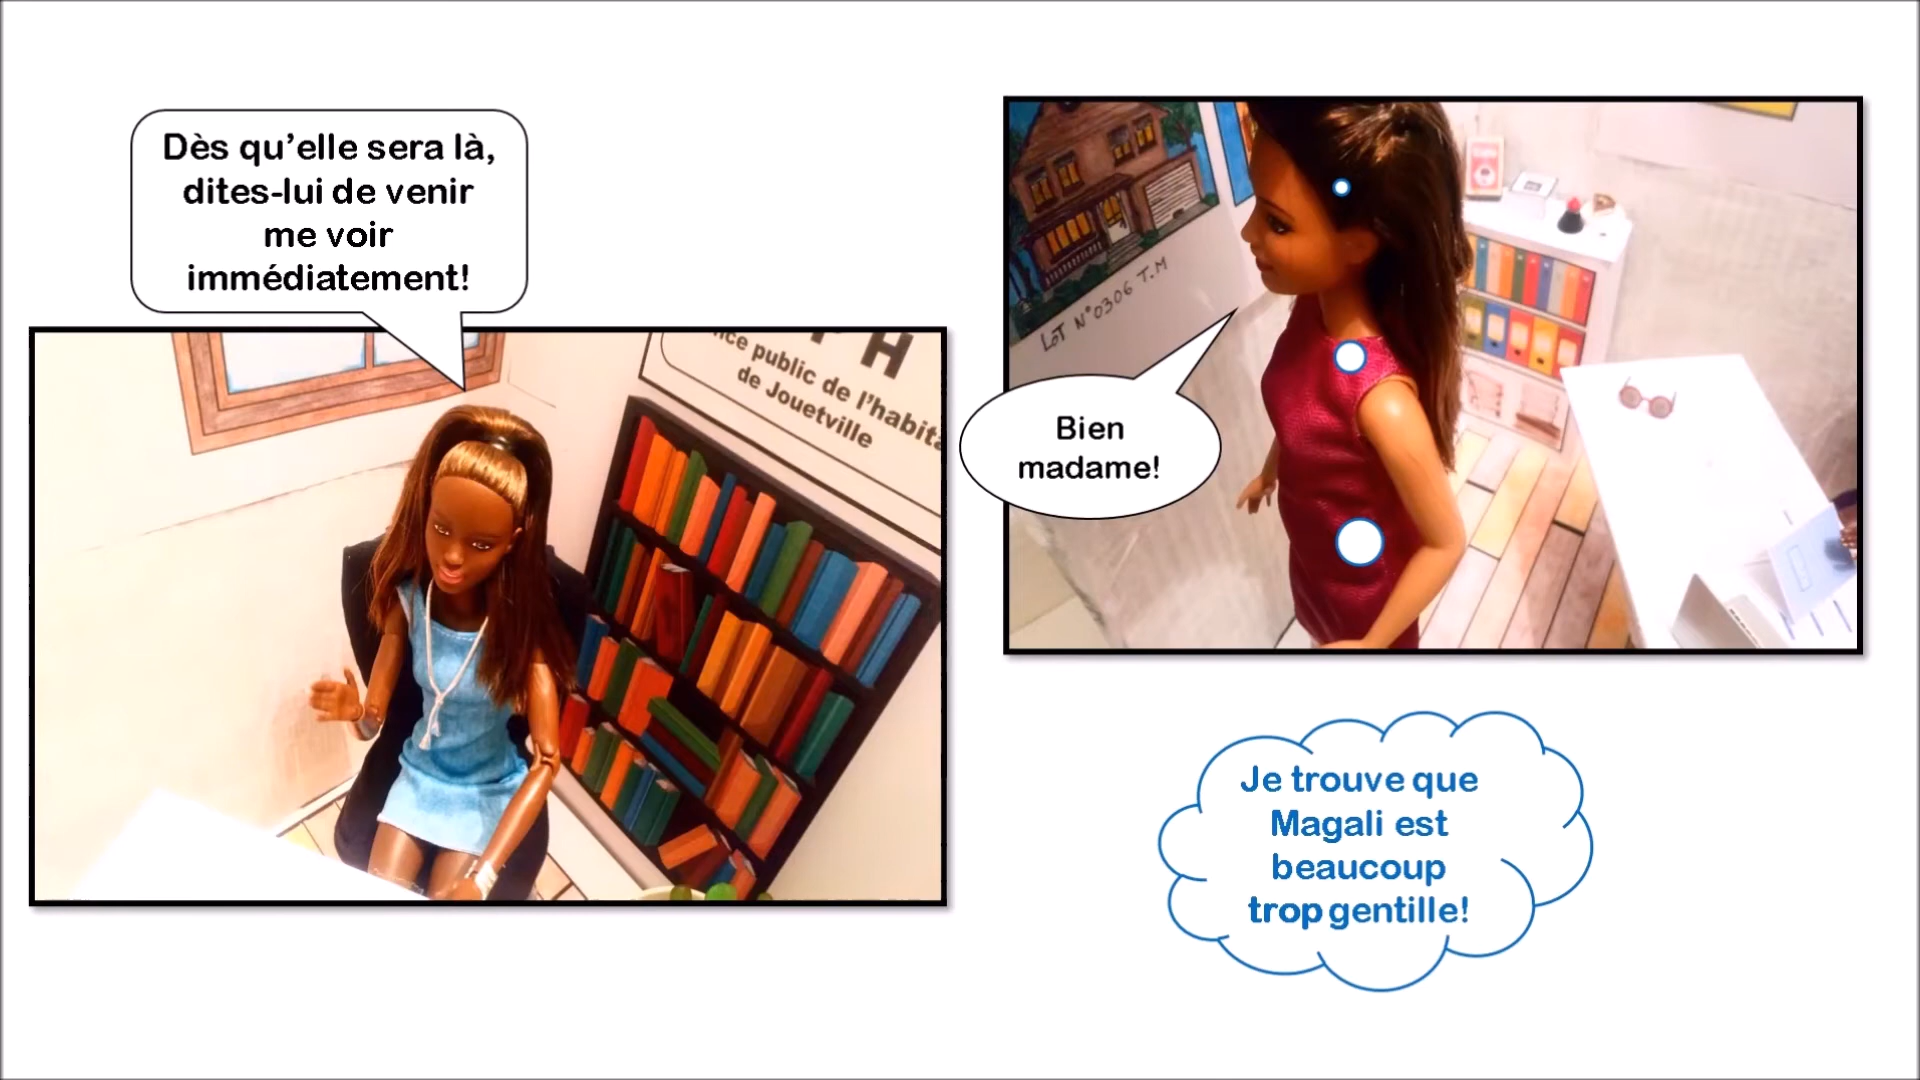 Dès qu’elle sera là,
dites-lui de venir
me voir
immédiatement!
P H
ce public de l’habita
de Jouetville
LOT N°0306 T.M
Bien
madame!
Je trouve que
Magali est
beaucoup
trop gentille!